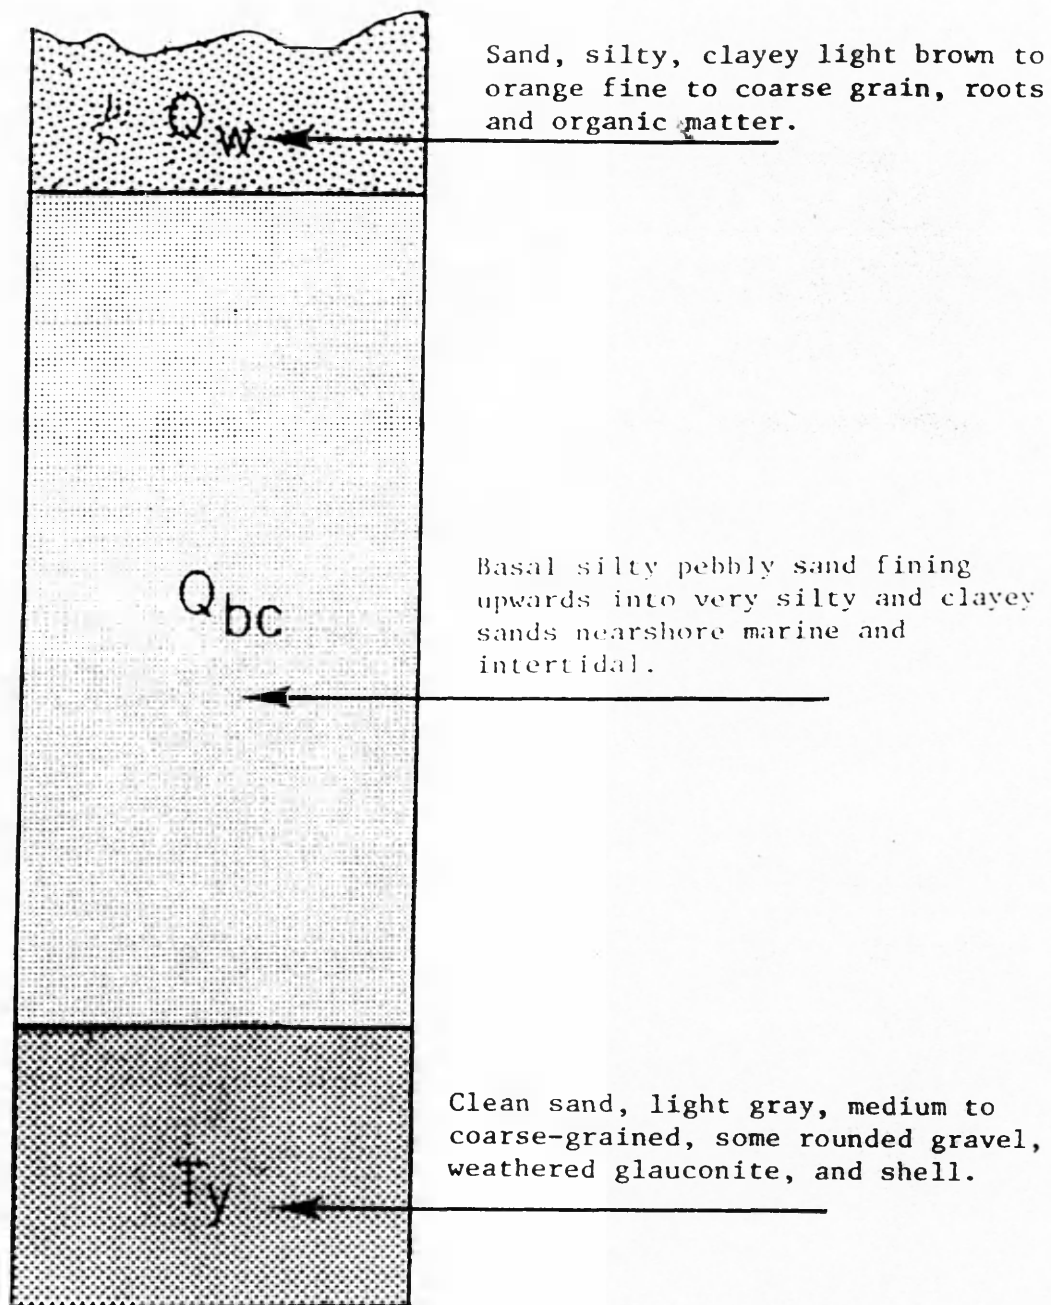 Sand, silty, clayey light brown to
orange fine to coarse grain, roots
and organic matter.
Qw
Basal silty pebbly sand fining
upwards into very silty and clayey
sands nearshore marine and
intertidal.
Qbc
Clean sand, light gray, medium to
coarse-grained, some rounded gravel,
weathered glauconite, and shell.
Ty